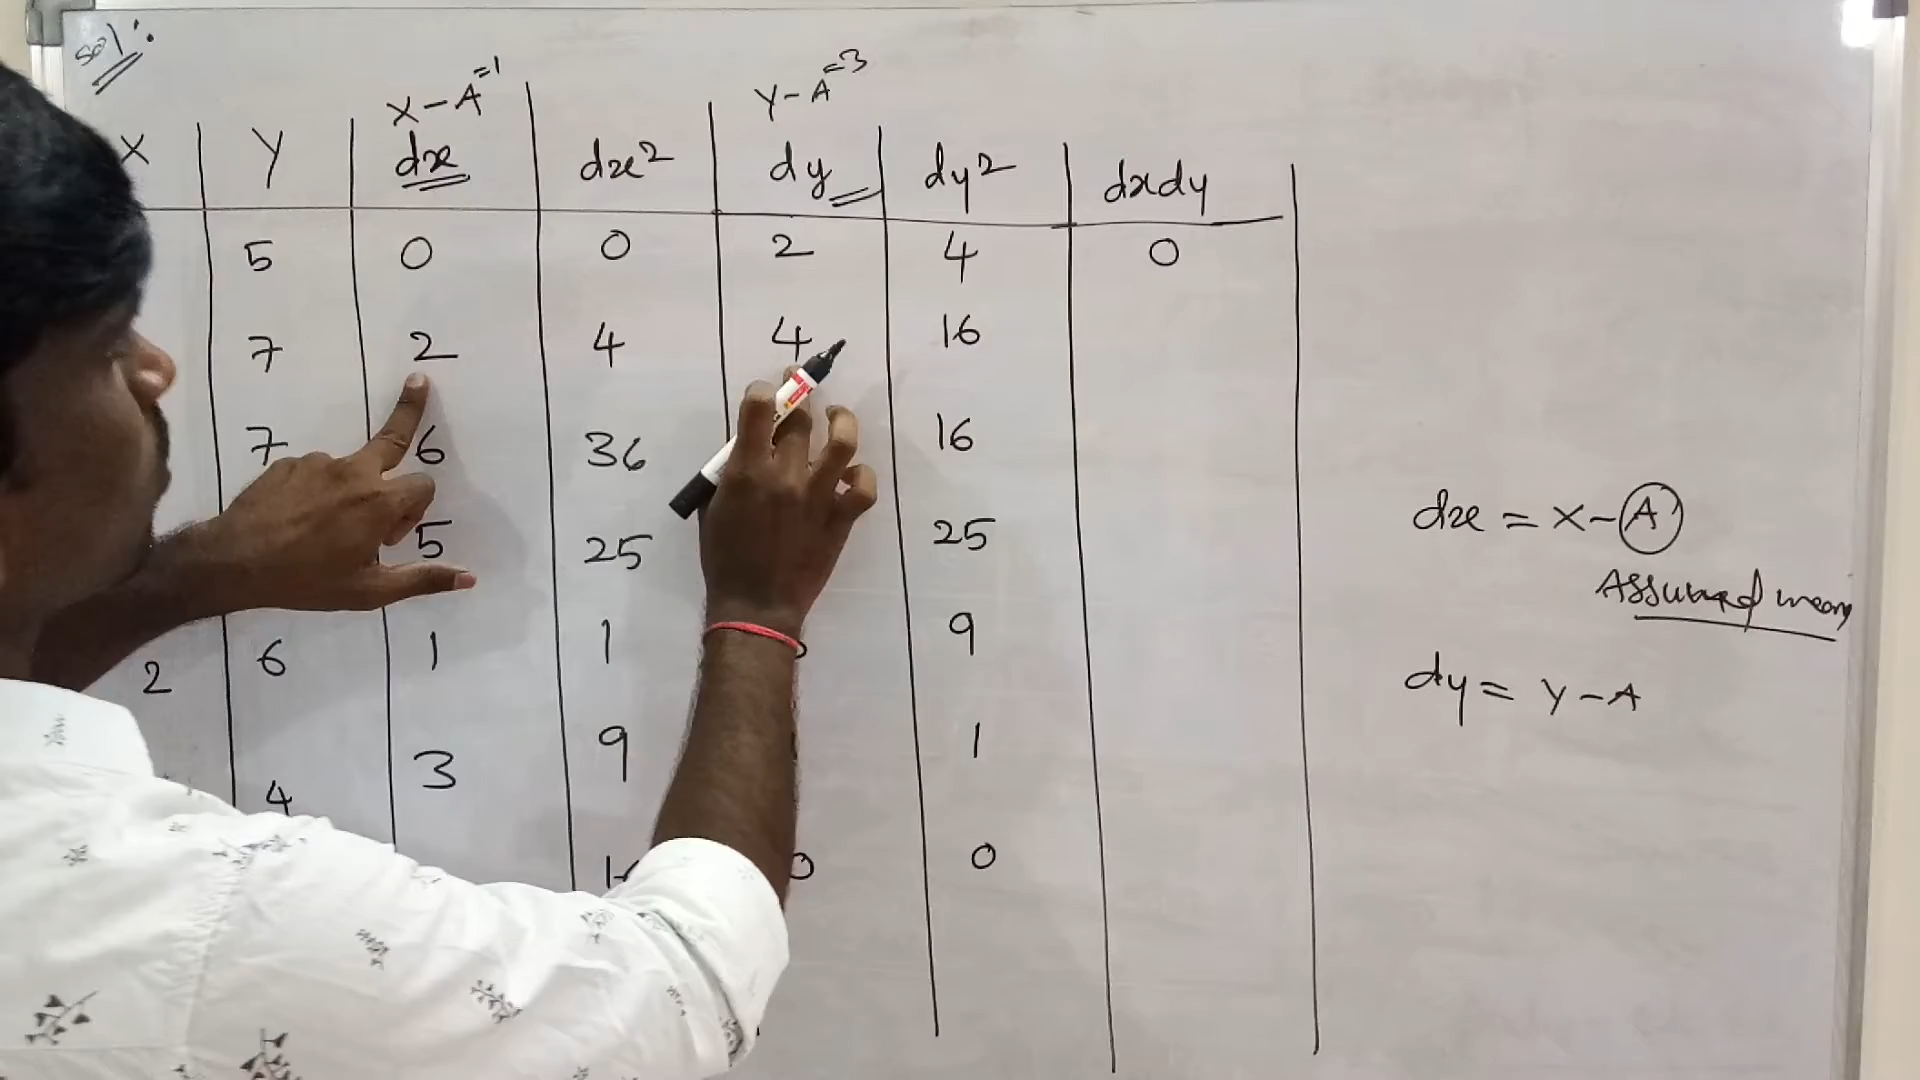 Sol:
X-A=1 Y-A=3
X Y dx dx² dy dy² dxdy
5 0 0 2 4 0
7 2 4 4 16
7 6 36 16
5 25 25
2 6 1 1 9
4 3 9 1
0 0
dx = X-A
Assumed mean
dy = Y-A